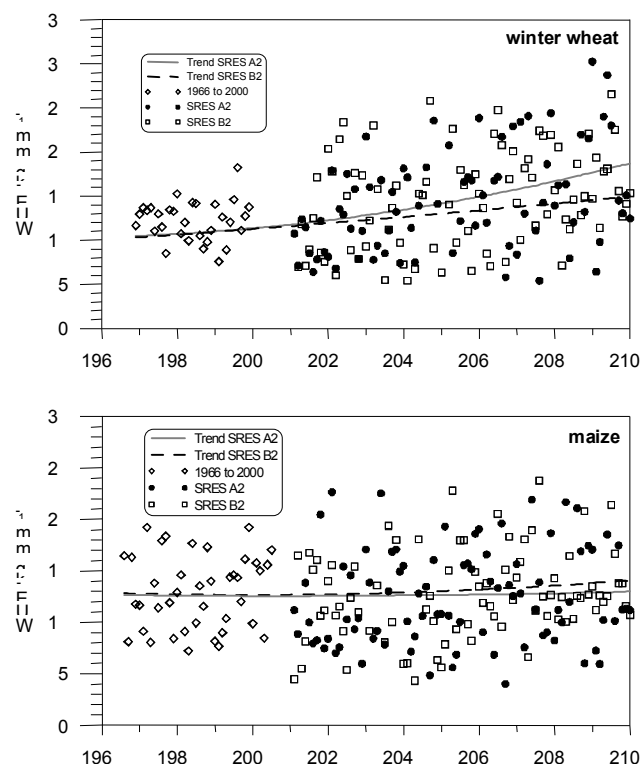 3
2
2
1
1
5
0
winter wheat
Trend SRES A2
Trend SRES B2
1966 to 2000
SRES A2
SRES B2
196 198 200 202 204 206 208 210
3
2
2
1
1
5
0
maize
Trend SRES A2
Trend SRES B2
1966 to 2000
SRES A2
SRES B2
196 198 200 202 204 206 208 210